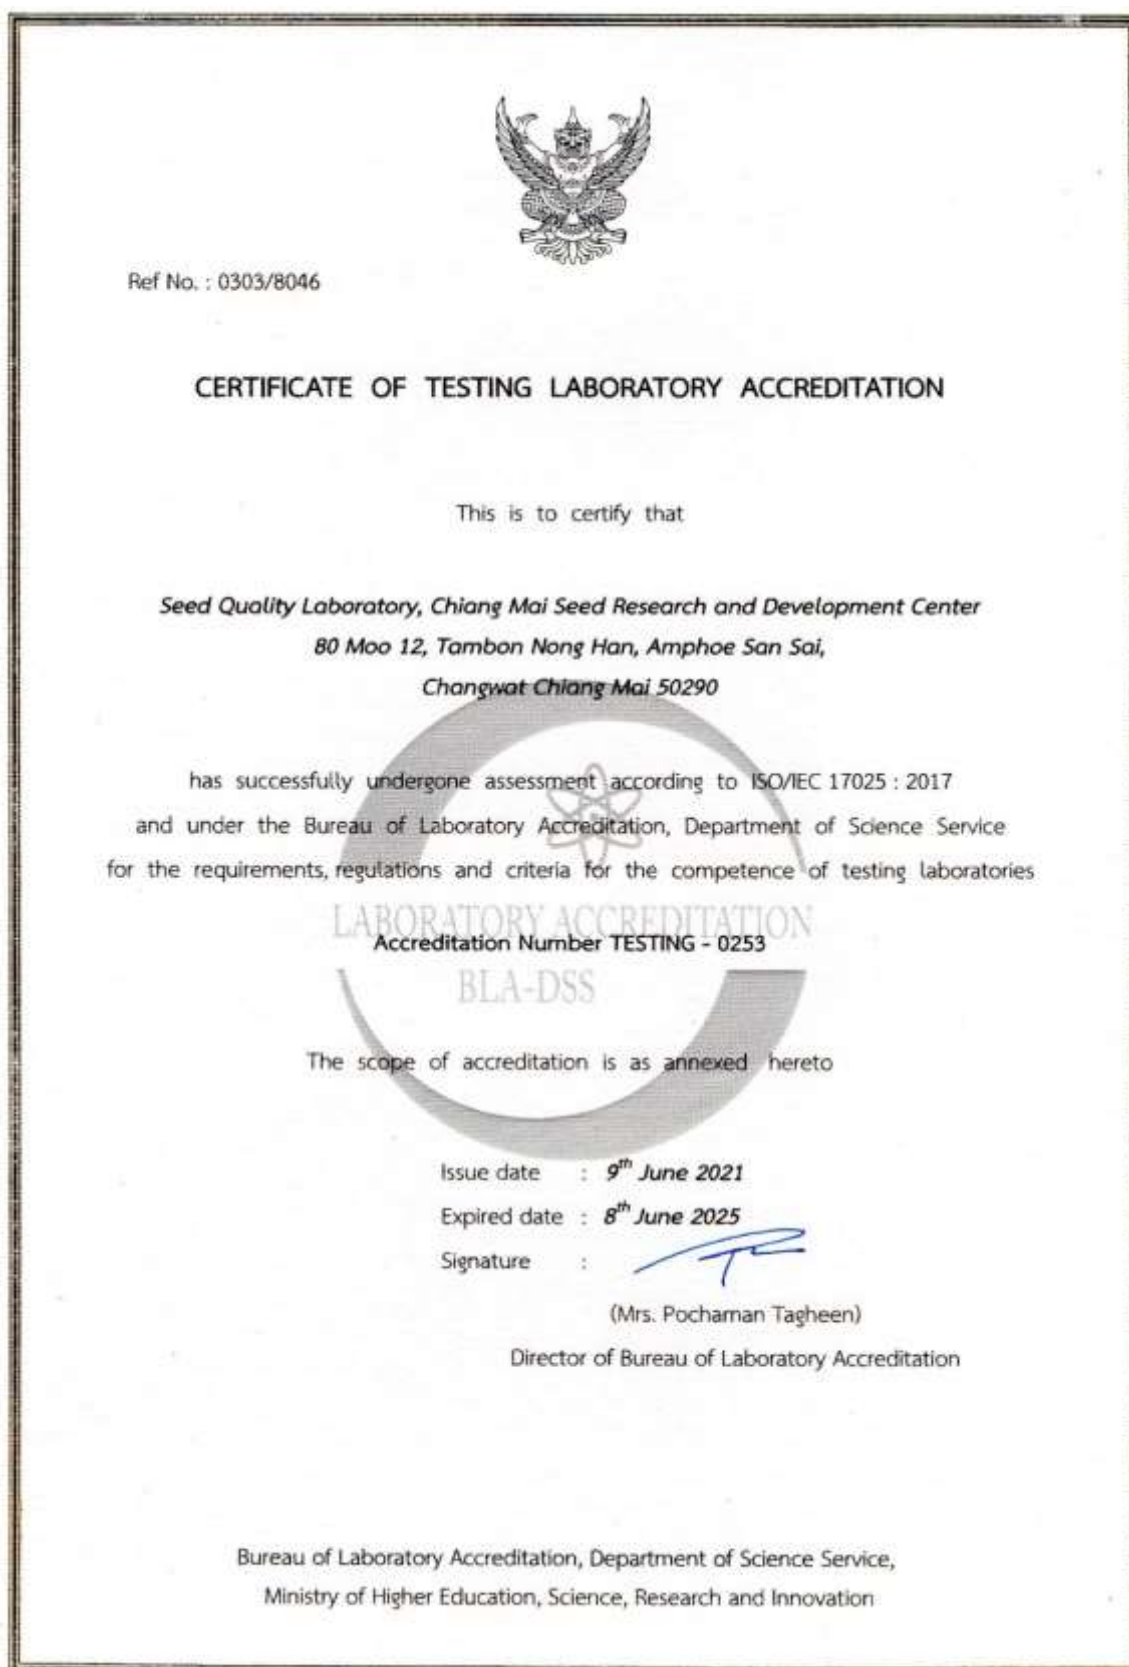 Ref No. : 0303/8046
CERTIFICATE OF TESTING LABORATORY ACCREDITATION
This is to certify that
Seed Quality Laboratory, Chiang Mai Seed Research and Development Center
80 Moo 12, Tambon Nong Han, Amphoe San Sai,
Changwat Chiang Mai 50290
has successfully undergone assessment according to ISO/IEC 17025 : 2017
and under the Bureau of Laboratory Accreditation, Department of Science Service
for the requirements, regulations and criteria for the competence of testing laboratories
LABORATORY ACCREDITATION
Accreditation Number TESTING - 0253
BLA-DSS
The scope of accreditation is as annexed hereto
Issue date : 9th June 2021
Expired date : 8th June 2025
Signature :
(Mrs. Pochaman Tagheen)
Director of Bureau of Laboratory Accreditation
Bureau of Laboratory Accreditation, Department of Science Service,
Ministry of Higher Education, Science, Research and Innovation